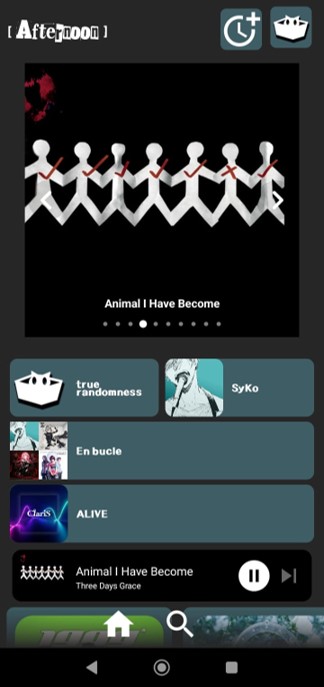 [ Afternoon ]
Animal I Have Become
true
randomness
SyKo
En bucle
ClariS
ALIVE
Animal I Have Become
Three Days Grace